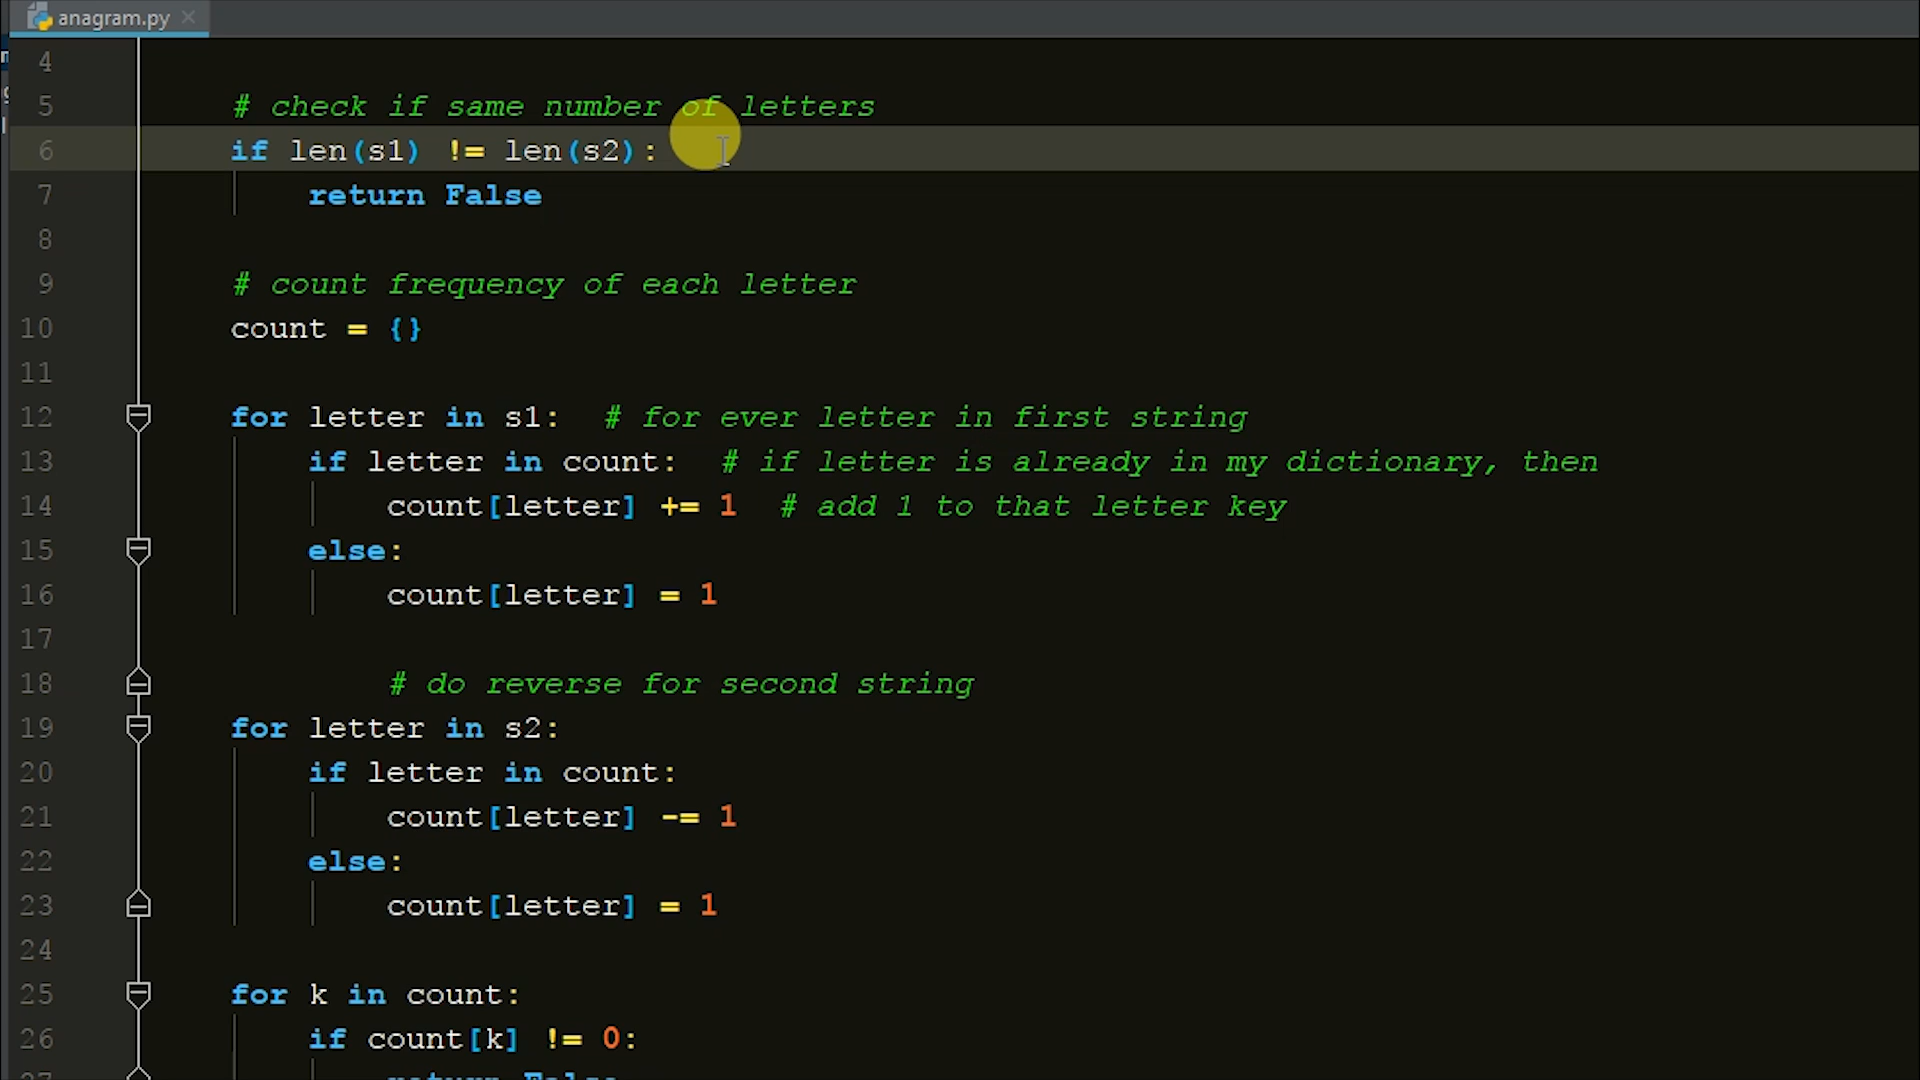 anagram.py
4
5 # check if same number of letters
6 if len(s1) != len(s2):
7 return False
8
9 # count frequency of each letter
10 count = {}
11
12 for letter in s1: # for ever letter in first string
13 if letter in count: # if letter is already in my dictionary, then
14 count[letter] += 1 # add 1 to that letter key
15 else:
16 count[letter] = 1
17
18 # do reverse for second string
19 for letter in s2:
20 if letter in count:
21 count[letter] -= 1
22 else:
23 count[letter] = 1
24
25 for k in count:
26 if count[k] != 0:
27 return False